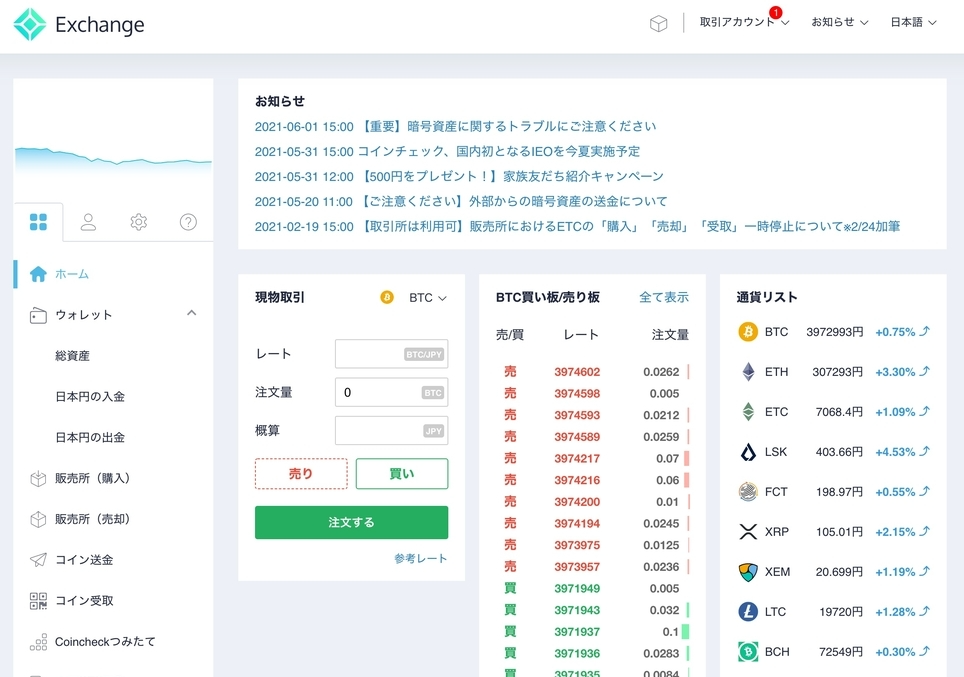 Exchange
取引アカウント
1
お知らせ
日本語
ホーム
ウォレット
総資産
日本円の入金
日本円の出金
販売所（購入）
販売所（売却）
コイン送金
コイン受取
Coincheckつみたて
お知らせ
2021-06-01 15:00 【重要】暗号資産に関するトラブルにご注意ください
2021-05-31 15:00 コインチェック、国内初となるIEOを今夏実施予定
2021-05-31 12:00 【500円をプレゼント！】家族友だち紹介キャンペーン
2021-05-20 11:00 【ご注意ください】外部からの暗号資産の送金について
2021-02-19 15:00 【取引所は利用可】販売所におけるETCの「購入」「売却」「受取」一時停止について※2/24加筆
現物取引 BTC
レート BTC/JPY
注文量 0 BTC
概算 JPY
売り 買い
注文する
参考レート
BTC買い板/売り板 全て表示
売/買 レート 注文量
売 3974602 0.0262
売 3974598 0.005
売 3974593 0.0212
売 3974589 0.0259
売 3974217 0.07
売 3974216 0.06
売 3974200 0.01
売 3974194 0.0245
売 3973975 0.0125
売 3973957 0.0236
買 3971949 0.005
買 3971943 0.032
買 3971937 0.1
買 3971936 0.0283
買 3971935 0.0084
通貨リスト
BTC 3972993円 +0.75%
ETH 307293円 +3.30%
ETC 7068.4円 +1.09%
LSK 403.66円 +4.53%
FCT 198.97円 +0.55%
XRP 105.01円 +2.15%
XEM 20.699円 +1.19%
LTC 19720円 +1.28%
BCH 72549円 +0.30%